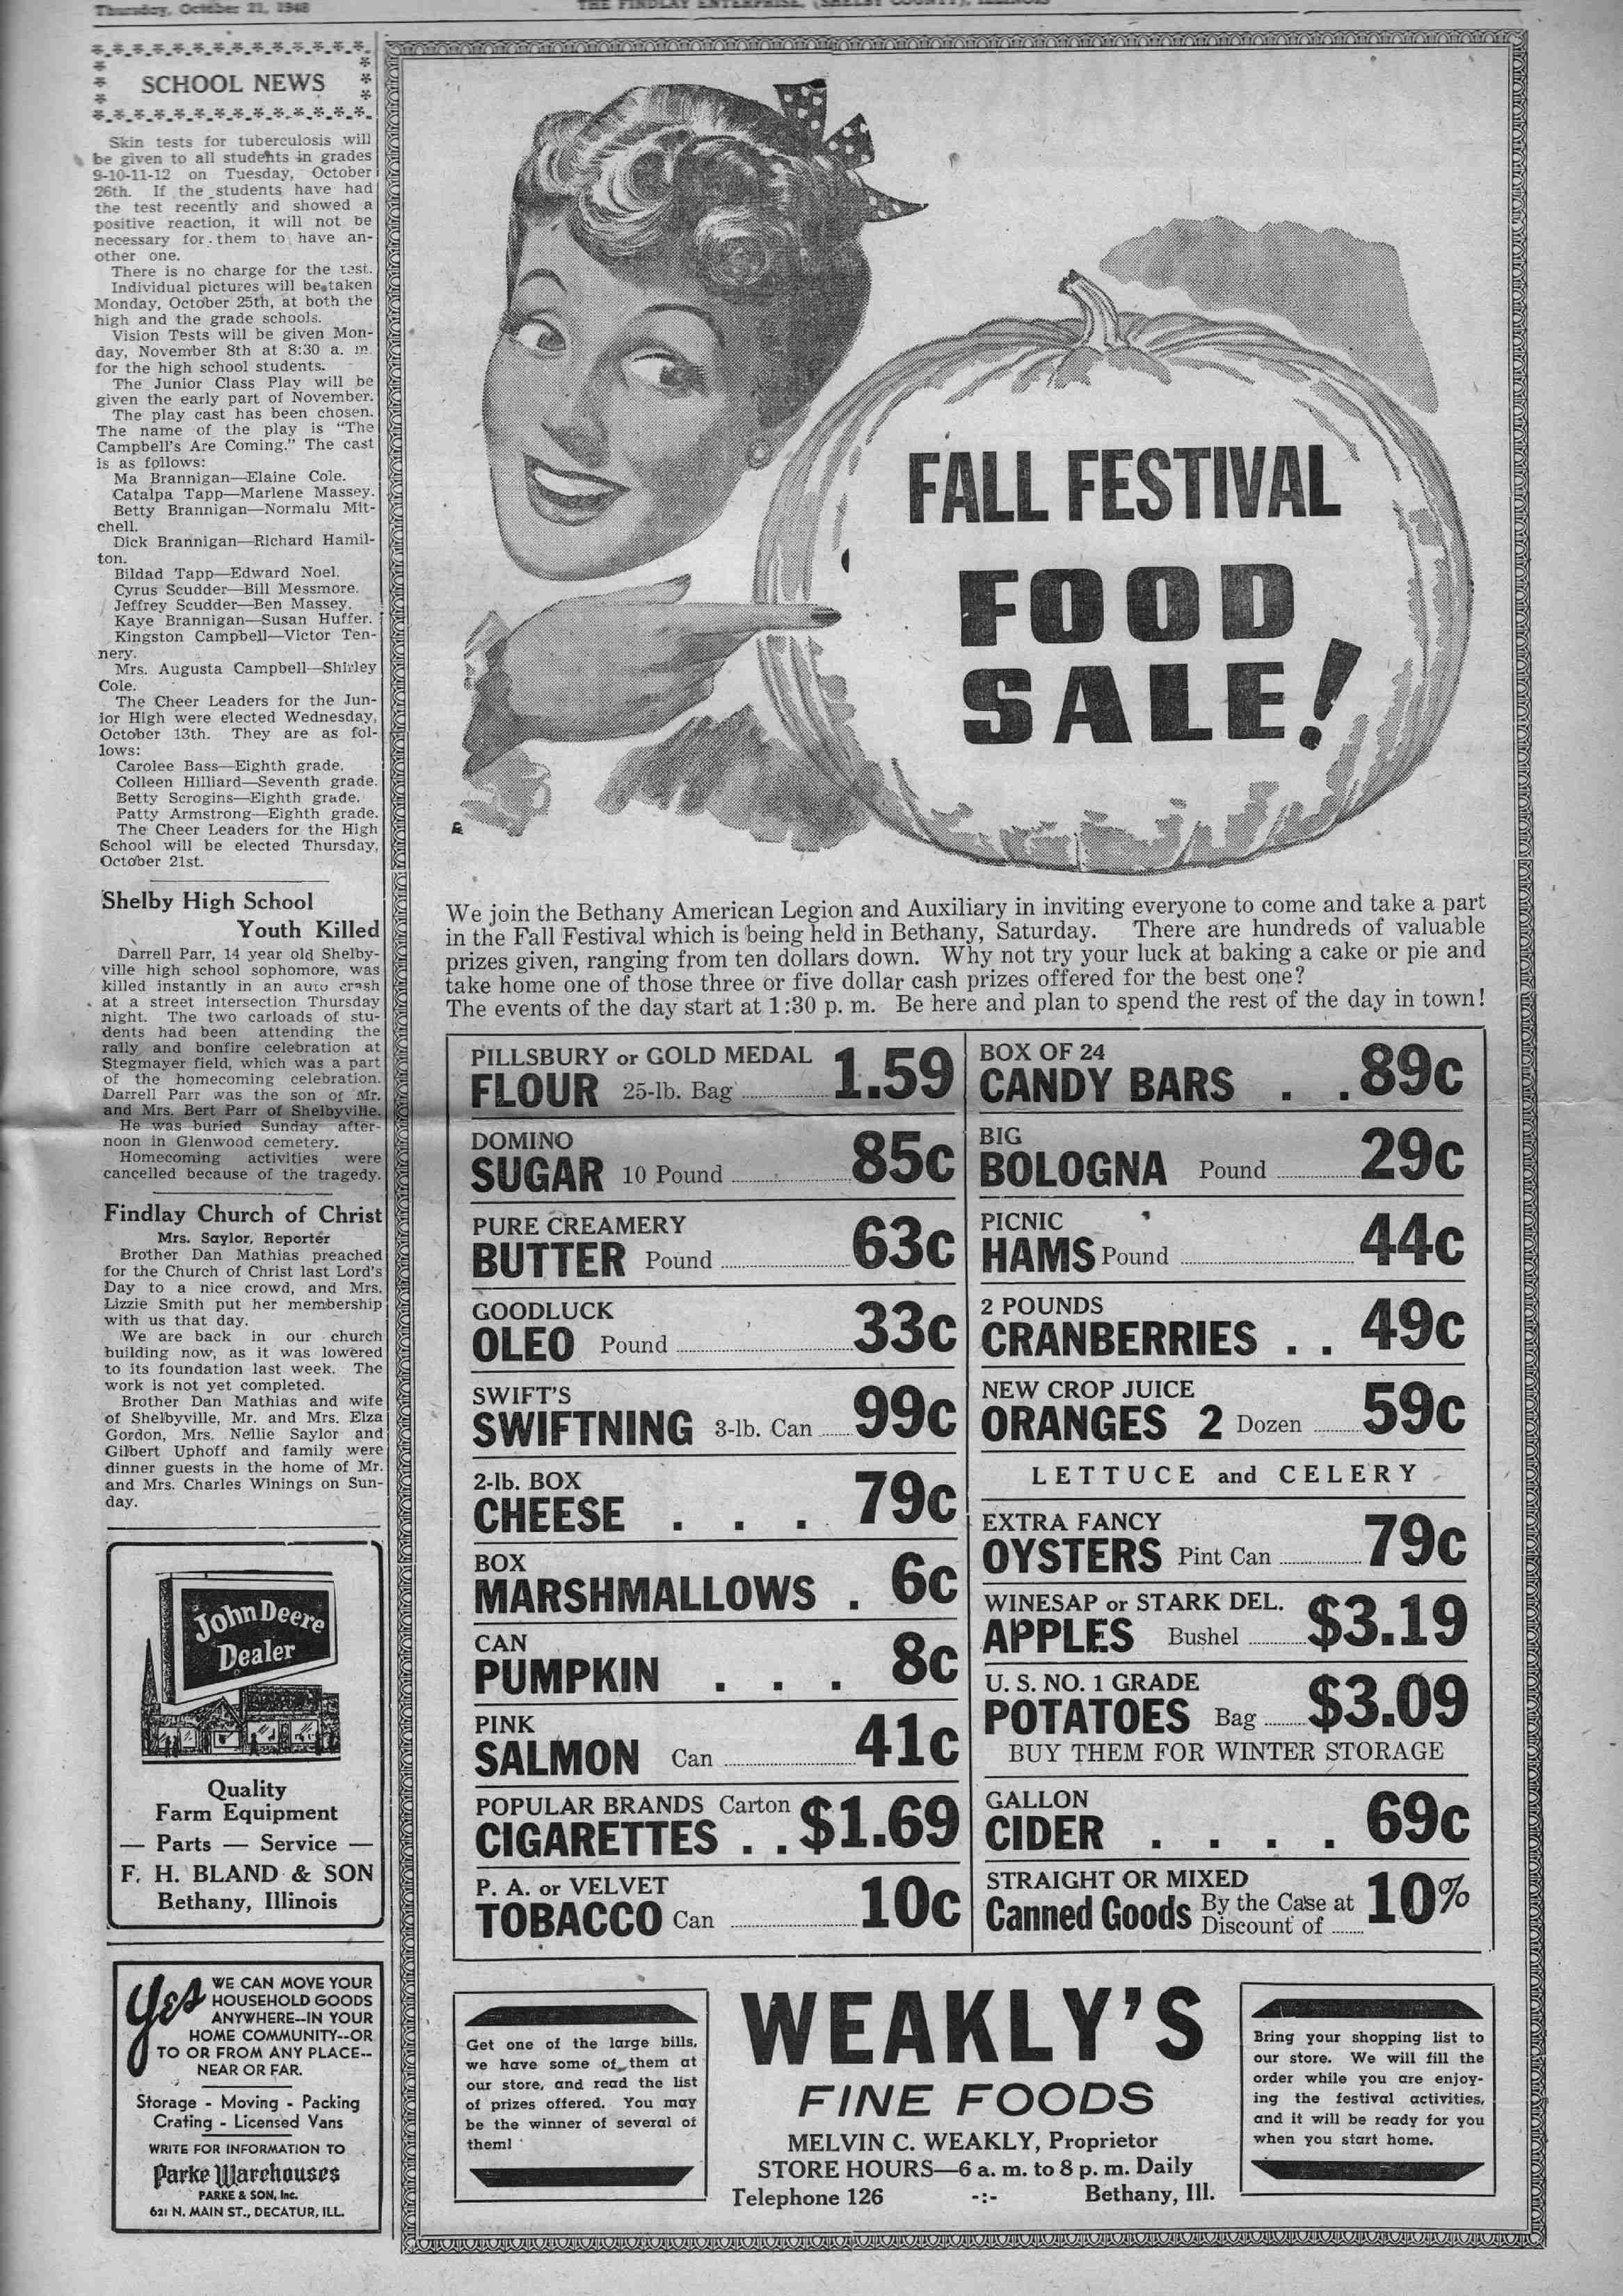 Thursday, October 21, 1948
THE FINDLAY ENTERPRISE, (SHELBY COUNTY), ILLINOIS
SCHOOL NEWS
Skin tests for tuberculosis will
be given to all students in grades
9-10-11-12 on Tuesday, October
26th. If the students have had
the test recently and showed a
positive reaction, it will not be
necessary for them to have an-
other one.
There is no charge for the test.
Individual pictures will be taken
Monday, October 25th, at both the
high and the grade schools.
Vision Tests will be given Mon-
day, November 8th at 8:30 a. m
for the high school students.
The Junior Class Play will be
given the early part of November.
The play cast has been chosen.
The name of the play is "The
Campbell's Are Coming." The cast
is as follows:
Ma Brannigan—Elaine Cole.
Catalpa Tapp—Marlene Massey.
Betty Brannigan—Normalu Mit-
chell.
Dick Brannigan—Richard Hamil-
ton.
Bildad Tapp—Edward Noel.
Cyrus Scudder—Bill Messmore.
Jeffrey Scudder—Ben Massey.
Kaye Brannigan—Susan Huffer.
Kingston Campbell—Victor Ten-
nery.
Mrs. Augusta Campbell—Shirley
Cole.
The Cheer Leaders for the Jun-
ior High were elected Wednesday,
October 13th. They are as fol-
lows:
Carolee Bass—Eighth grade.
Colleen Hilliard—Seventh grade.
Betty Scrogins—Eighth grade.
Patty Armstrong—Eighth grade.
The Cheer Leaders for the High
School will be elected Thursday,
October 21st.
Shelby High School
Youth Killed
Darrell Parr, 14 year old Shelby-
ville high school sophomore, was
killed instantly in an auto crash
at a street intersection Thursday
night. The two carloads of stu-
dents had been attending the
rally and bonfire celebration at
Stegmayer field, which was a part
of the homecoming celebration.
Darrell Parr was the son of Mr.
and Mrs. Bert Parr of Shelbyville.
He was buried Sunday after-
noon in Glenwood cemetery.
Homecoming activities were
cancelled because of the tragedy.
Findlay Church of Christ
Mrs. Saylor, Reporter
Brother Dan Mathias preached
for the Church of Christ last Lord's
Day to a nice crowd, and Mrs.
Lizzie Smith put her membership
with us that day.
We are back in our church
building now, as it was lowered
to its foundation last week. The
work is not yet completed.
Brother Dan Mathias and wife
of Shelbyville, Mr. and Mrs. Elza
Gordon, Mrs. Nellie Saylor and
Gilbert Uphoff and family were
dinner guests in the home of Mr.
and Mrs. Charles Winings on Sun-
day.
John Deere
Dealer
Quality
Farm Equipment
— Parts — Service —
F. H. BLAND & SON
Bethany, Illinois
Yes WE CAN MOVE YOUR
HOUSEHOLD GOODS
ANYWHERE--IN YOUR
HOME COMMUNITY--OR
TO OR FROM ANY PLACE--
NEAR OR FAR.
Storage - Moving - Packing
Crating - Licensed Vans
WRITE FOR INFORMATION TO
Parke Warehouses
PARKE & SON, Inc.
621 N. MAIN ST., DECATUR, ILL.
FALL FESTIVAL
FOOD
SALE!
We join the Bethany American Legion and Auxiliary in inviting everyone to come and take a part
in the Fall Festival which is being held in Bethany, Saturday. There are hundreds of valuable
prizes given, ranging from ten dollars down. Why not try your luck at baking a cake or pie and
take home one of those three or five dollar cash prizes offered for the best one?
The events of the day start at 1:30 p. m. Be here and plan to spend the rest of the day in town!
PILLSBURY or GOLD MEDAL
FLOUR 25-lb. Bag 1.59
DOMINO
SUGAR 10 Pound 85c
PURE CREAMERY
BUTTER Pound 63c
GOODLUCK
OLEO Pound 33c
SWIFT'S
SWIFTNING 3-lb. Can 99c
2-lb. BOX
CHEESE . . . 79c
BOX
MARSHMALLOWS . 6c
CAN
PUMPKIN . . . 8c
PINK
SALMON Can 41c
POPULAR BRANDS Carton
CIGARETTES . . $1.69
P. A. or VELVET
TOBACCO Can 10c
BOX OF 24
CANDY BARS . . 89c
BIG
BOLOGNA Pound 29c
PICNIC
HAMS Pound 44c
2 POUNDS
CRANBERRIES . . 49c
NEW CROP JUICE
ORANGES 2 Dozen 59c
LETTUCE and CELERY
EXTRA FANCY
OYSTERS Pint Can 79c
WINESAP or STARK DEL.
APPLES Bushel $3.19
U. S. NO. 1 GRADE
POTATOES Bag $3.09
BUY THEM FOR WINTER STORAGE
GALLON
CIDER . . . . 69c
STRAIGHT OR MIXED
Canned Goods By the Case at
Discount of 10%
Get one of the large bills,
we have some of them at
our store, and read the list
of prizes offered. You may
be the winner of several of
them!
WEAKLY'S
FINE FOODS
MELVIN C. WEAKLY, Proprietor
STORE HOURS—6 a. m. to 8 p. m. Daily
Telephone 126 -:- Bethany, Ill.
Bring your shopping list to
our store. We will fill the
order while you are enjoy-
ing the festival activities,
and it will be ready for you
when you start home.